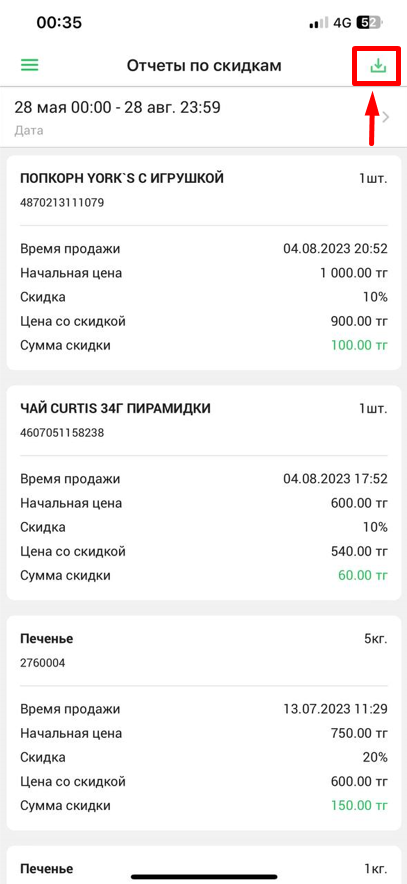 00:35 4G 52
Отчеты по скидкам
28 мая 00:00 - 28 авг. 23:59
Дата
ПОПКОРН YORK`S С ИГРУШКОЙ 1шт.
4870213111079
Время продажи 04.08.2023 20:52
Начальная цена 1 000.00 тг
Скидка 10%
Цена со скидкой 900.00 тг
Сумма скидки 100.00 тг
ЧАЙ CURTIS 34Г ПИРАМИДКИ 1шт.
4607051158238
Время продажи 04.08.2023 17:52
Начальная цена 600.00 тг
Скидка 10%
Цена со скидкой 540.00 тг
Сумма скидки 60.00 тг
Печенье 5кг.
2760004
Время продажи 13.07.2023 11:29
Начальная цена 750.00 тг
Скидка 20%
Цена со скидкой 600.00 тг
Сумма скидки 150.00 тг
Печенье 1кг.